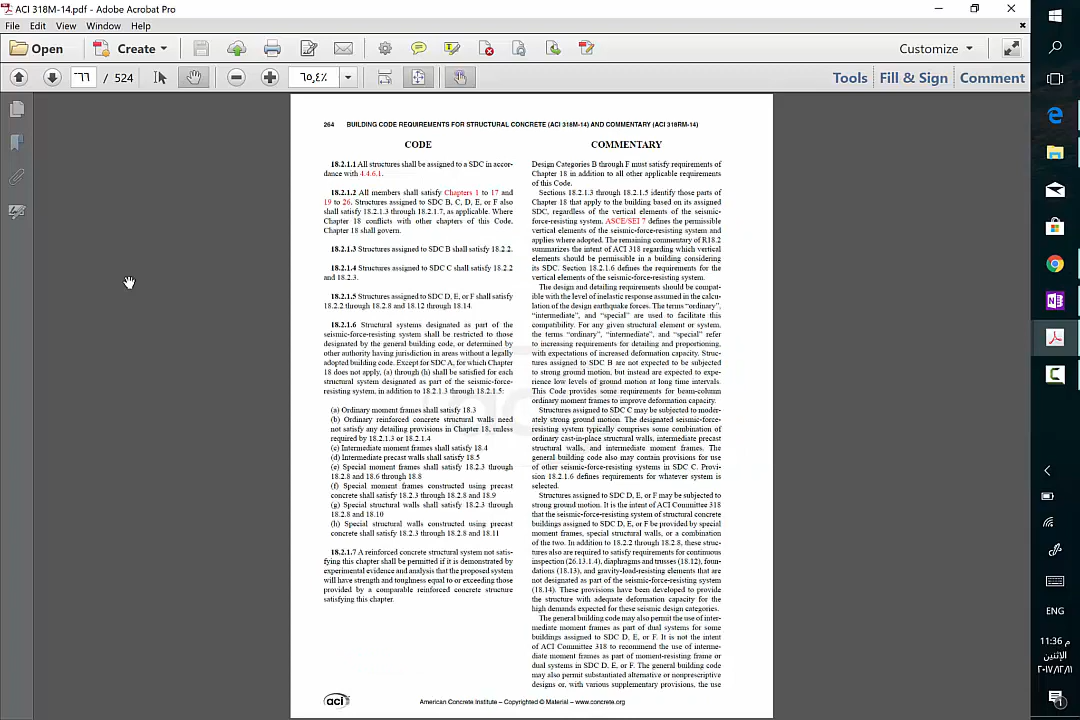 ACI 318M-14.pdf - Adobe Acrobat Pro
File Edit View Window Help
Open Create Customize
٦٦ / 524 ٦٥,٤٪ Tools Fill & Sign Comment
264 BUILDING CODE REQUIREMENTS FOR STRUCTURAL CONCRETE (ACI 318M-14) AND COMMENTARY (ACI 318RM-14)
CODE
18.2.1.1 All structures shall be assigned to a SDC in accor-
dance with 4.4.6.1.
18.2.1.2 All members shall satisfy Chapters 1 to 17 and
19 to 26. Structures assigned to SDC B, C, D, E, or F also
shall satisfy 18.2.1.3 through 18.2.1.7, as applicable. Where
Chapter 18 conflicts with other chapters of this Code,
Chapter 18 shall govern.
18.2.1.3 Structures assigned to SDC B shall satisfy 18.2.2.
18.2.1.4 Structures assigned to SDC C shall satisfy 18.2.2
and 18.2.3.
18.2.1.5 Structures assigned to SDC D, E, or F shall satisfy
18.2.2 through 18.2.8 and 18.12 through 18.14.
18.2.1.6 Structural systems designated as part of the
seismic-force-resisting system shall be restricted to those
designated by the general building code, or determined by
other authority having jurisdiction in areas without a legally
adopted building code. Except for SDC A, for which Chapter
18 does not apply, (a) through (h) shall be satisfied for each
structural system designated as part of the seismic-force-
resisting system, in addition to 18.2.1.3 through 18.2.1.5:
(a) Ordinary moment frames shall satisfy 18.3
(b) Ordinary reinforced concrete structural walls need
not satisfy any detailing provisions in Chapter 18, unless
required by 18.2.1.3 or 18.2.1.4
(c) Intermediate moment frames shall satisfy 18.4
(d) Intermediate precast walls shall satisfy 18.5
(e) Special moment frames shall satisfy 18.2.3 through
18.2.8 and 18.6 through 18.8
(f) Special moment frames constructed using precast
concrete shall satisfy 18.2.3 through 18.2.8 and 18.9
(g) Special structural walls shall satisfy 18.2.3 through
18.2.8 and 18.10
(h) Special structural walls constructed using precast
concrete shall satisfy 18.2.3 through 18.2.8 and 18.11
18.2.1.7 A reinforced concrete structural system not satis-
fying this chapter shall be permitted if it is demonstrated by
experimental evidence and analysis that the proposed system
will have strength and toughness equal to or exceeding those
provided by a comparable reinforced concrete structure
satisfying this chapter.
COMMENTARY
Design Categories B through F must satisfy requirements of
Chapter 18 in addition to all other applicable requirements
of this Code.
Sections 18.2.1.3 through 18.2.1.5 identify those parts of
Chapter 18 that apply to the building based on its assigned
SDC, regardless of the vertical elements of the seismic-
force-resisting system. ASCE/SEI 7 defines the permissible
vertical elements of the seismic-force-resisting system and
applies where adopted. The remaining commentary of R18.2
summarizes the intent of ACI 318 regarding which vertical
elements should be permissible in a building considering
its SDC. Section 18.2.1.6 defines the requirements for the
vertical elements of the seismic-force-resisting system.
The design and detailing requirements should be compat-
ible with the level of inelastic response assumed in the calcu-
lation of the design earthquake forces. The terms “ordinary”,
“intermediate”, and “special” are used to facilitate this
compatibility. For any given structural element or system,
the terms “ordinary”, “intermediate”, and “special” refer
to increasing requirements for detailing and proportioning,
with expectations of increased deformation capacity. Struc-
tures assigned to SDC B are not expected to be subjected
to strong ground motion, but instead are expected to expe-
rience low levels of ground motion at long time intervals.
This Code provides some requirements for beam-column
ordinary moment frames to improve deformation capacity.
Structures assigned to SDC C may be subjected to moder-
ately strong ground motion. The designated seismic-force-
resisting system typically comprises some combination of
ordinary cast-in-place structural walls, intermediate precast
structural walls, and intermediate moment frames. The
general building code also may contain provisions for use
of other seismic-force-resisting systems in SDC C. Provi-
sion 18.2.1.6 defines requirements for whatever system is
selected.
Structures assigned to SDC D, E, or F may be subjected to
strong ground motion. It is the intent of ACI Committee 318
that the seismic-force-resisting system of structural concrete
buildings assigned to SDC D, E, or F be provided by special
moment frames, special structural walls, or a combination
of the two. In addition to 18.2.2 through 18.2.8, these struc-
tures also are required to satisfy requirements for continuous
inspection (26.13.1.4), diaphragms and trusses (18.12), foun-
dations (18.13), and gravity-load-resisting elements that are
not designated as part of the seismic-force-resisting system
(18.14). These provisions have been developed to provide
the structure with adequate deformation capacity for the
high demands expected for these seismic design categories.
The general building code may also permit the use of inter-
mediate moment frames as part of dual systems for some
buildings assigned to SDC D, E, or F. It is not the intent
of ACI Committee 318 to recommend the use of interme-
diate moment frames as part of moment-resisting frame or
dual systems in SDC D, E, or F. The general building code
may also permit substantiated alternative or nonprescriptive
designs or, with various supplementary provisions, the use
aci American Concrete Institute – Copyrighted © Material – www.concrete.org
ENG
11:36 م
الإثنين
٢٠١٧/١٢/١١
1